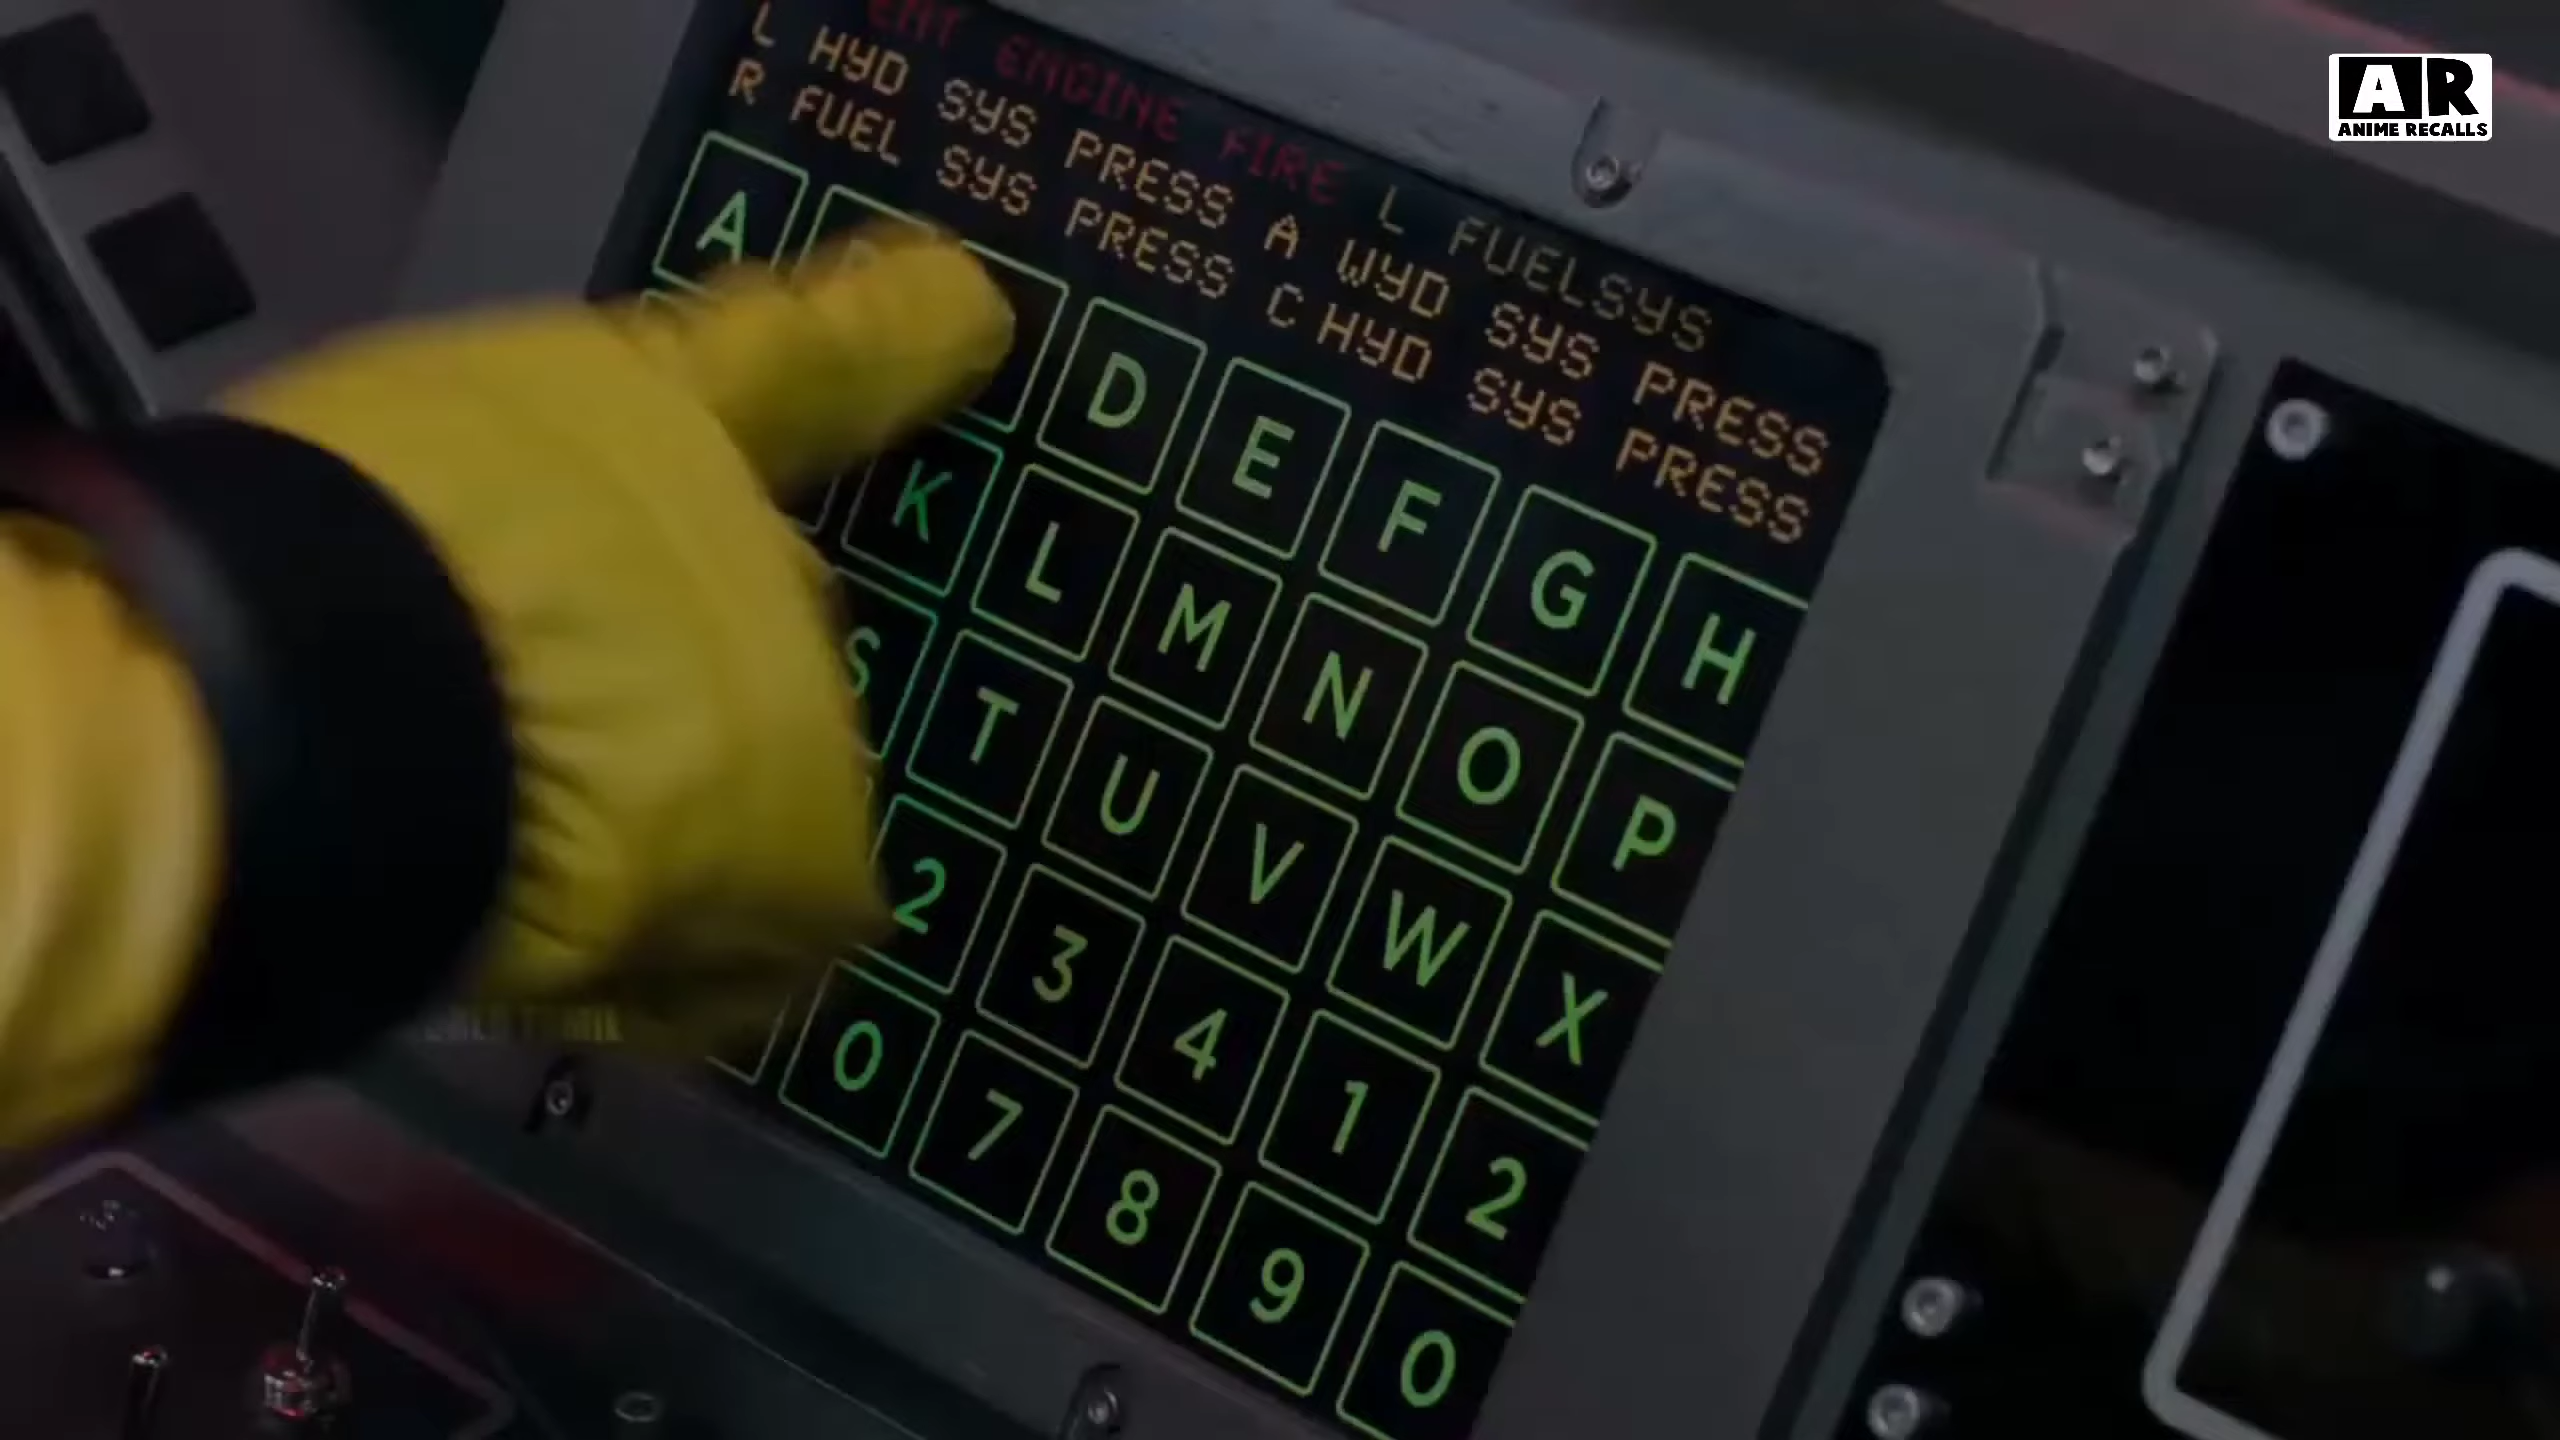 ENT ENGINE FIRE L FUELSYS
L HYD SYS PRESS A WYD SYS PRESS
R FUEL SYS PRESS C HYD SYS PRESS
A D E F G H
K L M N O P
S T U V W X
2 3 4 1 2
0 7 8 9 0
AR
ANIME RECALLS